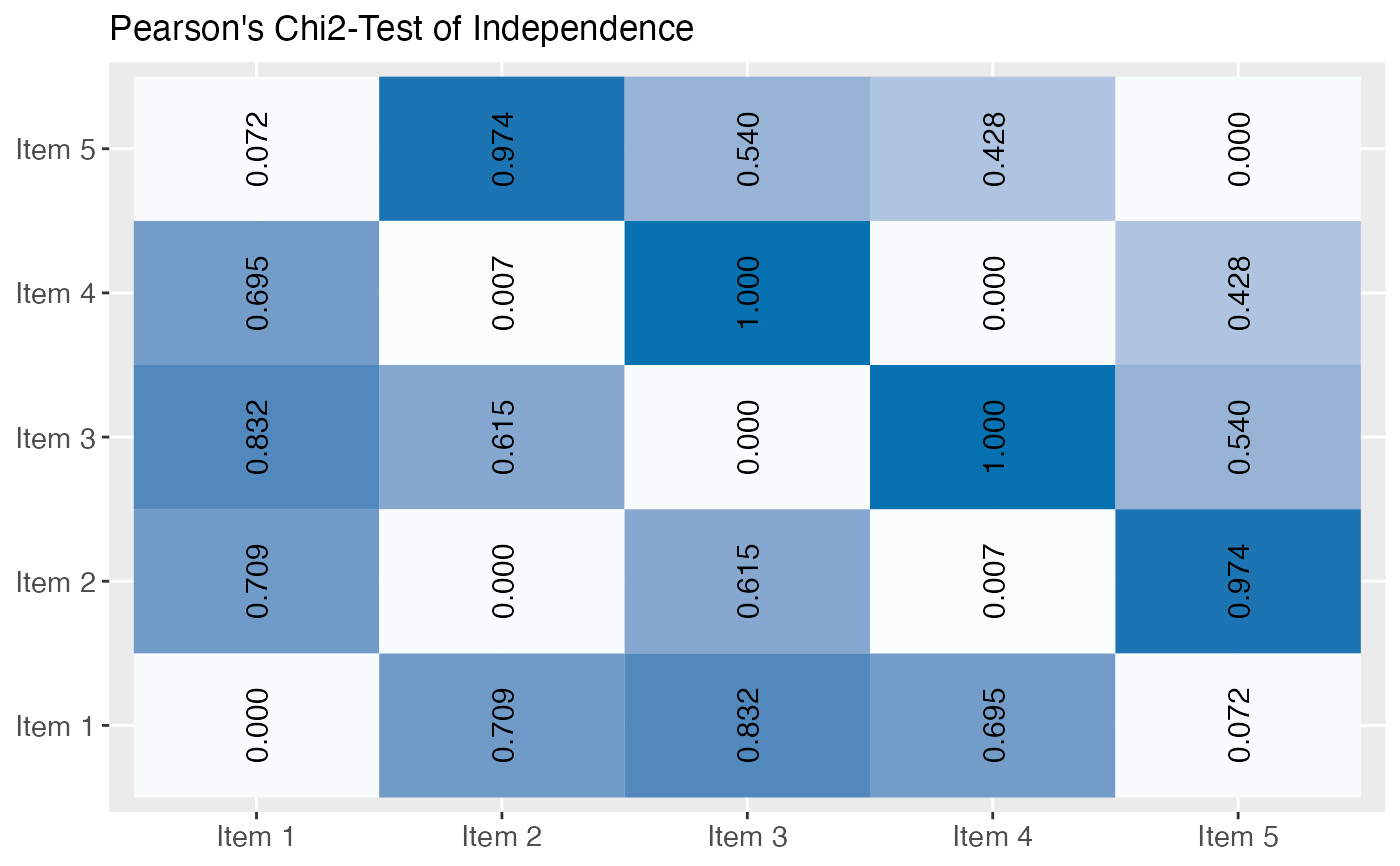 Pearson's Chi2-Test of Independence
Item 5 0.072 0.974 0.540 0.428 0.000
Item 4 0.695 0.007 1.000 0.000 0.428
Item 3 0.832 0.615 0.000 1.000 0.540
Item 2 0.709 0.000 0.615 0.007 0.974
Item 1 0.000 0.709 0.832 0.695 0.072
Item 1 Item 2 Item 3 Item 4 Item 5